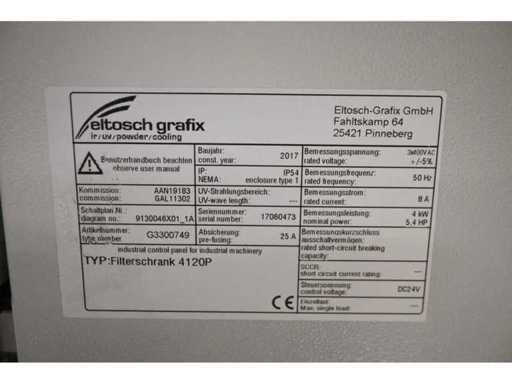 eltosch grafix
ir/uv/powder/cooling
Eltosch-Grafix GmbH
Fahltskamp 64
25421 Pinneberg
Benutzerhandbuch beachten
observe user manual
Baujahr:
const. year:
2017
Bemessungsspannung:
rated voltage:
3x400V AC
+/-5%
IP:
NEMA:
IP54
enclosure type 1
Bemessungsfrequenz:
rated frequency:
50 Hz
Kommission:
commission:
AAN19183
GAL11302
UV-Strahlungsbereich:
UV-wave length:
---
Bemessungsstrom:
rated current:
8 A
Schaltplan Nr.:
diagram no.:
9130046X01_1A
Seriennummer:
serial number:
17060473
Bemessungsleistung:
nominal power:
4 kW
5,4 HP
Artikelnummer:
type number
G3300749
Absicherung:
pre-fusing:
25 A
Bemessungskurzschluss
ausschaltvermögen:
rated short-circuit breaking
capacity:
---
industrial control panel for industrial machinery
TYP:Filterschrank 4120P
SCCR:
short circuit current rating:
---
Steuerspannung:
control voltage:
DC24V
CE
Einzellast:
Max. single load:
---